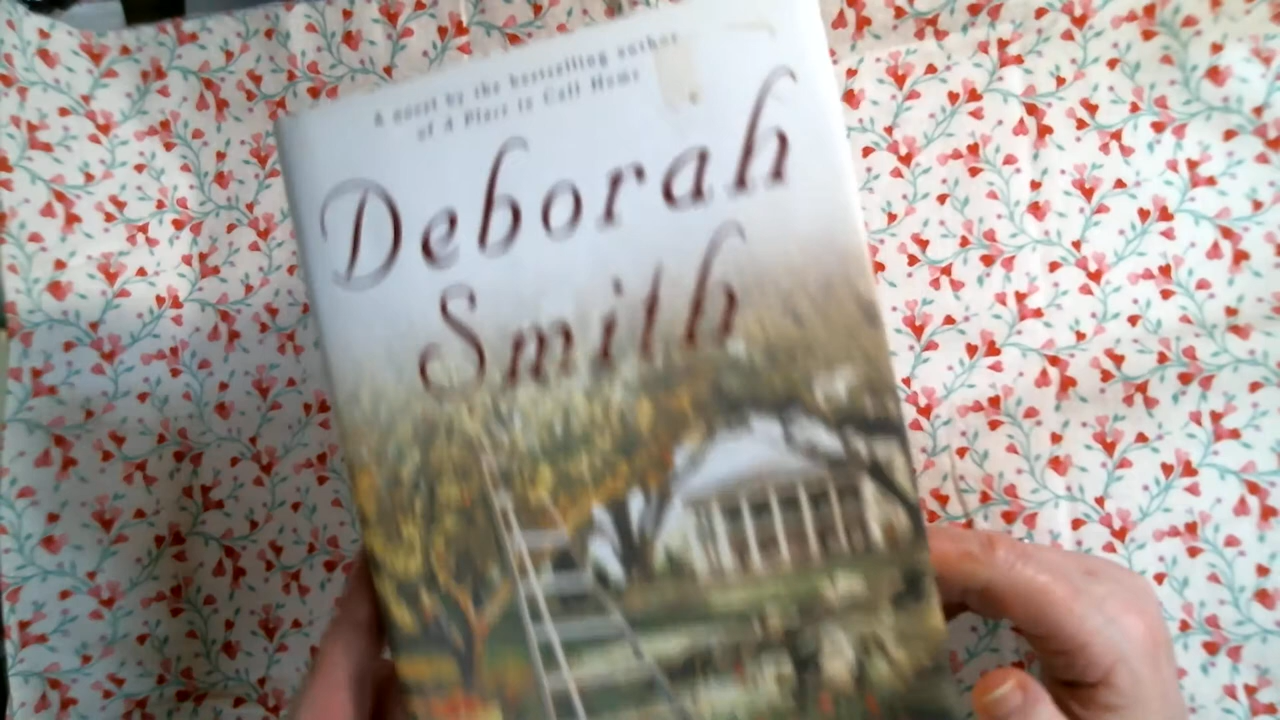 A novel by the bestselling author
of A Place to Call Home
Deborah
Smith